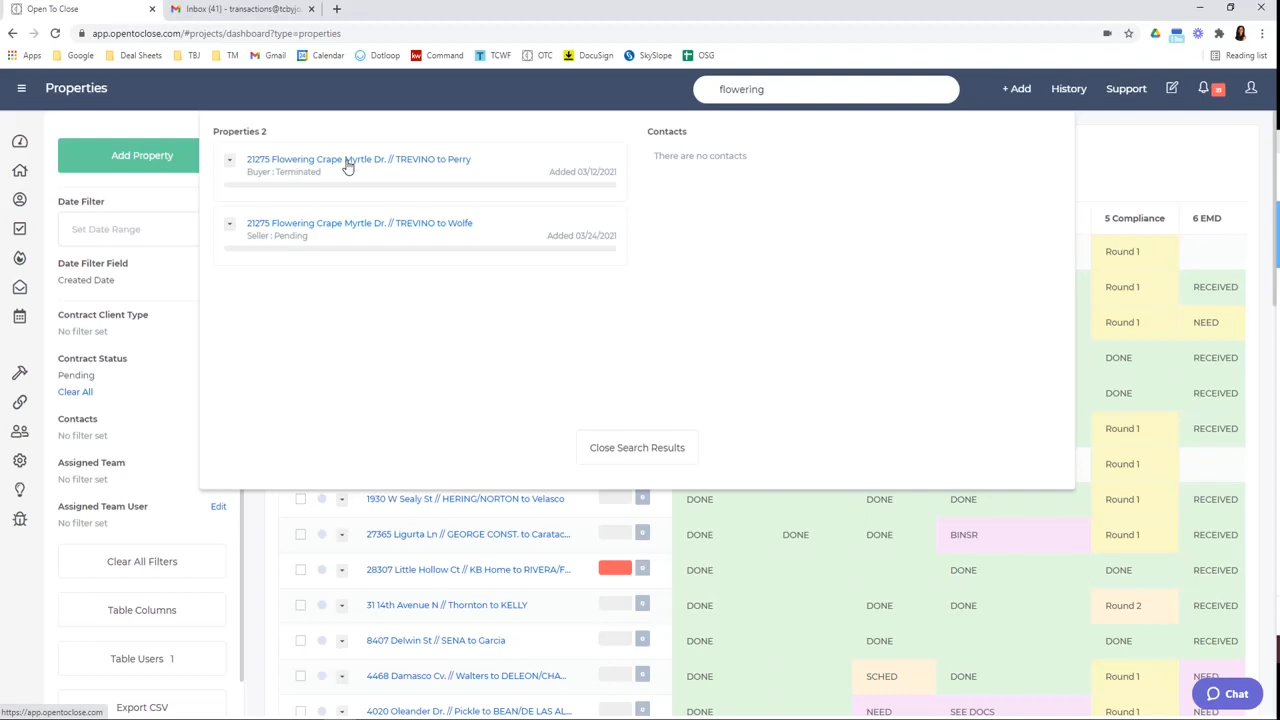 Open To Close
Inbox (41) - transactions@tcbyjo
app.opentoclose.com/#projects/dashboard?type=properties
Apps
Google
Deal Sheets
TBJ
TM
Gmail
Calendar
Dotloop
kw Command
T TCWF
OTC
DocuSign
SkySlope
OSG
Reading list
Properties
flowering
+ Add
History
Support
Add Property
Date Filter
Set Date Range
Date Filter Field
Created Date
Contract Client Type
No filter set
Contract Status
Pending
Clear All
Contacts
No filter set
Assigned Team
No filter set
Assigned Team User
Edit
No filter set
Clear All Filters
Table Columns
Table Users 1
Export CSV
https://app.opentoclose.com
Properties 2
21275 Flowering Crape Myrtle Dr. // TREVINO to Perry
Buyer : Terminated
Added 03/12/2021
21275 Flowering Crape Myrtle Dr. // TREVINO to Wolfe
Seller : Pending
Added 03/24/2021
Contacts
There are no contacts
Close Search Results
5 Compliance 6 EMD
Round 1
Round 1 RECEIVED
Round 1 NEED
DONE RECEIVED
DONE RECEIVED
Round 1 RECEIVED
Round 1
1930 W Sealy St // HERING/NORTON to Velasco DONE DONE DONE Round 1 RECEIVED
27365 Ligurta Ln // GEORGE CONST. to Caratac... DONE DONE DONE BINSR Round 1 RECEIVED
28307 Little Hollow Ct // KB Home to RIVERA/F... DONE DONE DONE DONE RECEIVED
31 14th Avenue N // Thornton to KELLY DONE DONE DONE Round 2 RECEIVED
8407 Delwin St // SENA to Garcia DONE DONE DONE RECEIVED
4468 Damasco Cv. // Walters to DELEON/CHA... DONE SCHED DONE Round 1 NEED
4020 Oleander Dr. // Pickle to BEAN/DE LAS AL... DONE NEED SEE DOCS Round 1 NEED
Chat